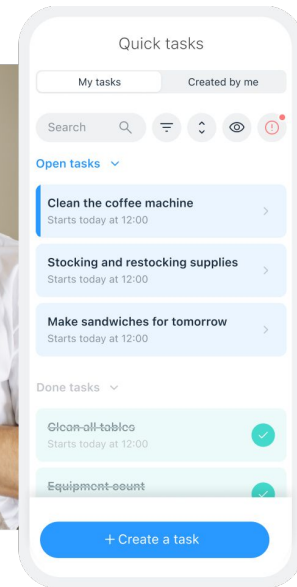 Quick tasks
My tasks
Created by me
Search
Open tasks
Clean the coffee machine
Starts today at 12:00
Stocking and restocking supplies
Starts today at 12:00
Make sandwiches for tomorrow
Starts today at 12:00
Done tasks
Clean all tables
Starts today at 12:00
Equipment count
+ Create a task